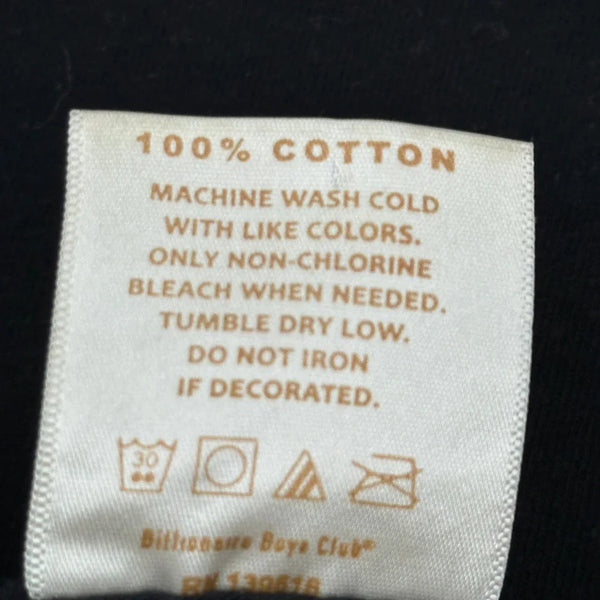 100% COTTON
MACHINE WASH COLD
WITH LIKE COLORS.
ONLY NON-CHLORINE
BLEACH WHEN NEEDED.
TUMBLE DRY LOW.
DO NOT IRON
IF DECORATED.
30
Billionaire Boys Club®